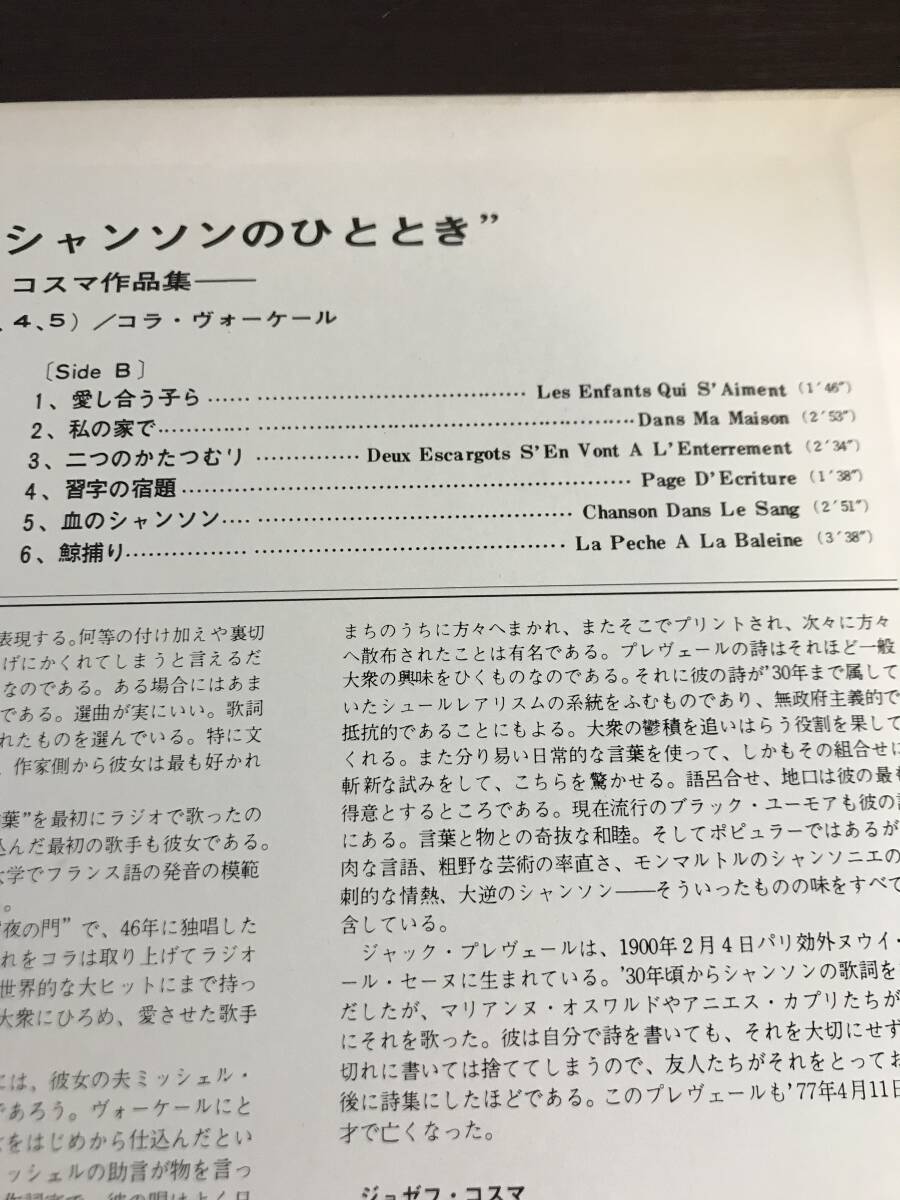 シャンソンのひととき”
コスマ作品集——
、4、5）／コラ・ヴォーケール
〔Side B〕
1、愛し合う子ら …… Les Enfants Qui S'Aiment (1′46″)
2、私の家で …… Dans Ma Maison (2′53″)
3、二つのかたつむり …… Deux Escargots S'En Vont A L'Enterrement (2′34″)
4、習字の宿題 …… Page D'Ecriture (1′38″)
5、血のシャンソン …… Chanson Dans Le Sang (2′51″)
6、鯨捕り …… La Peche A La Baleine (3′38″)
表現する。何等の付け加えや裏切
げにかくれてしまうと言えるだ
なのである。ある場合にはあま
である。選曲が実にいい。歌詞
れたものを選んでいる。特に文
、作家側から彼女は最も好かれ
葉”を最初にラジオで歌ったの
込んだ最初の歌手も彼女である。
大学でフランス語の発音の模範
。
“夜の門”で、46年に独唱した
れをコラは取り上げてラジオ
世界的な大ヒットにまで持っ
大衆にひろめ、愛させた歌手
には、彼女の夫ミッシェル・
であろう。ヴォーケールにと
をはじめから仕込んだとい
ッシェルの助言が物を言っ
まちのうちに方々へまかれ、またそこでプリントされ、次々に方々
へ散布されたことは有名である。プレヴェールの詩はそれほど一般
大衆の興味をひくものなのである。それに彼の詩が'30年まで属して
いたシュールレアリスムの系統をふむものであり、無政府主義的で
抵抗的であることにもよる。大衆の鬱積を追いはらう役割を果して
くれる。また分り易い日常的な言葉を使って、しかもその組合せに
斬新な試みをして、こちらを驚かせる。語呂合せ、地口は彼の最も
得意とするところである。現在流行のブラック・ユーモアも彼の詩
にある。言葉と物との奇抜な和睦。そしてポピュラーではあるが
肉な言語、粗野な芸術の率直さ、モンマルトルのシャンソニエの
刺的な情熱、大逆のシャンソン——そういったものの味をすべて
含している。
ジャック・プレヴェールは、1900年2月4日パリ効外ヌウイ・
ール・セーヌに生まれている。'30年頃からシャンソンの歌詞を
だしたが、マリアンヌ・オスワルドやアニエス・カプリたちが
にそれを歌った。彼は自分で詩を書いても、それを大切にせず
切れに書いては捨ててしまうので、友人たちがそれをとってお
後に詩集にしたほどである。このプレヴェールも'77年4月11日
才で亡くなった。
ジョゼフ・コスマ